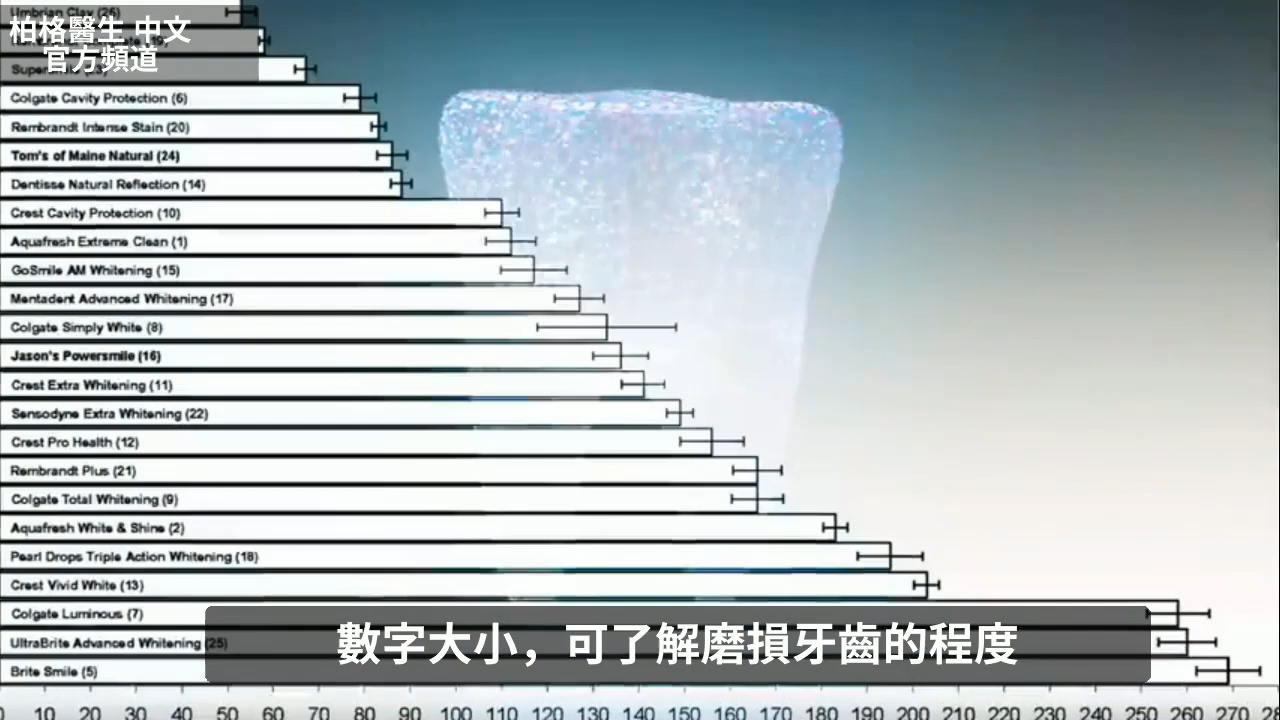 Umbrian Clay (26)
柏格醫生 中文
官方頻道
Colgate Cavity Protection (6)
Rembrandt Intense Stain (20)
Tom's of Maine Natural (24)
Dentisse Natural Reflection (14)
Crest Cavity Protection (10)
Aquafresh Extreme Clean (1)
GoSmile AM Whitening (15)
Mentadent Advanced Whitening (17)
Colgate Simply White (8)
Jason's Powersmile (16)
Crest Extra Whitening (11)
Sensodyne Extra Whitening (22)
Crest Pro Health (12)
Rembrandt Plus (21)
Colgate Total Whitening (9)
Aquafresh White & Shine (2)
Pearl Drops Triple Action Whitening (18)
Crest Vivid White (13)
Colgate Luminous (7)
UltraBrite Advanced Whitening (25)
Brite Smile (5)
數字大小，可了解磨損牙齒的程度
10 20 30 40 50 60 70 80 90 100 110 120 130 140 150 160 170 180 190 200 210 220 230 240 250 260 270